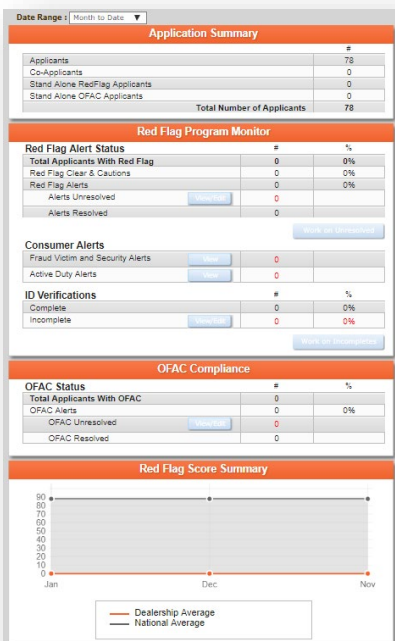 Date Range : Month to Date ▼
Application Summary
#
Applicants 78
Co-Applicants 0
Stand Alone RedFlag Applicants 0
Stand Alone OFAC Applicants 0
Total Number of Applicants 78
Red Flag Program Monitor
Red Flag Alert Status # %
Total Applicants With Red Flag 0 0%
Red Flag Clear & Cautions 0 0%
Red Flag Alerts 0 0%
Alerts Unresolved View/Edit 0
Alerts Resolved 0
Work on Unresolved
Consumer Alerts
Fraud Victim and Security Alerts View 0
Active Duty Alerts View 0
ID Verifications # %
Complete 0 0%
Incomplete View/Edit 0 0%
Work on Incompletes
OFAC Compliance
OFAC Status # %
Total Applicants With OFAC 0
OFAC Alerts 0 0%
OFAC Unresolved View/Edit 0
OFAC Resolved 0
Red Flag Score Summary
90
80
70
60
50
40
30
20
10
0
Jan Dec Nov
Dealership Average
National Average